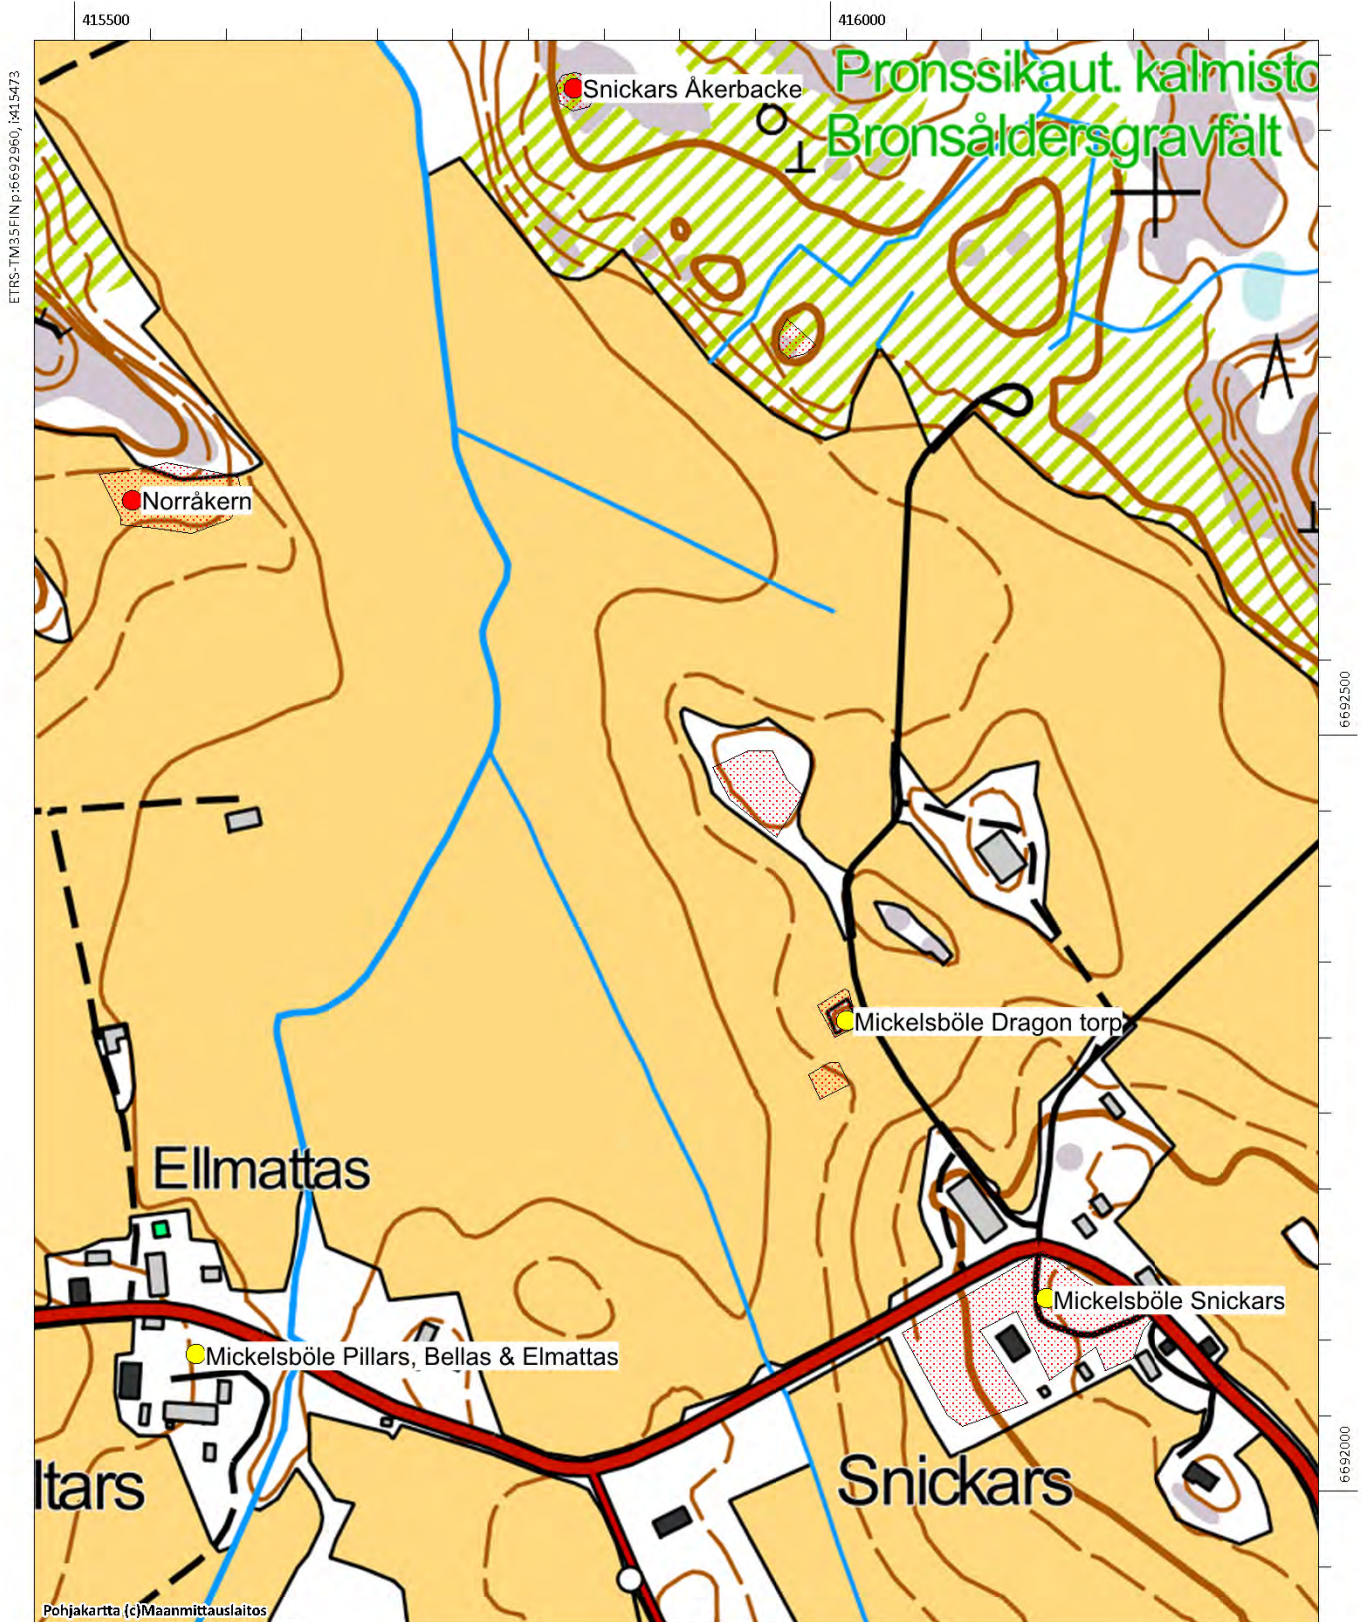 415500
416000
ETRS-TM35FIN p:6692960, i:415473
Snickars Åkerbacke
Pronssikaut. kalmisto
Bronsåldersgravfält
Norråkern
6692500
Mickelsböle Dragon torp
Ellmattas
Mickelsböle Snickars
Mickelsböle Pillars, Bellas & Elmattas
ltars
Snickars
6692000
Pohjakartta (c)Maanmittauslaitos